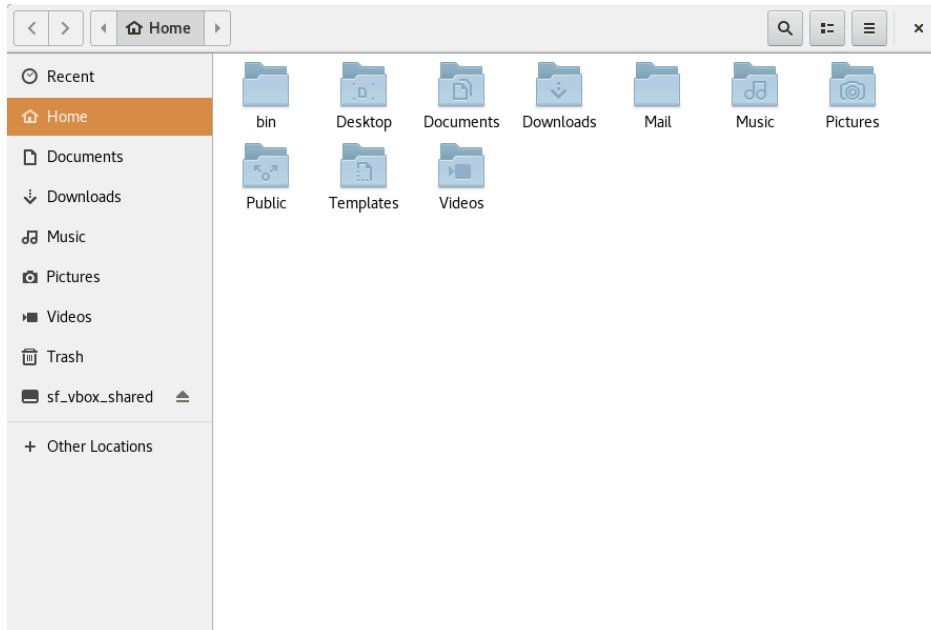 Home
Recent
Home
Documents
Downloads
Music
Pictures
Videos
Trash
sf_vbox_shared
Other Locations
bin Desktop Documents Downloads Mail Music Pictures
Public Templates Videos